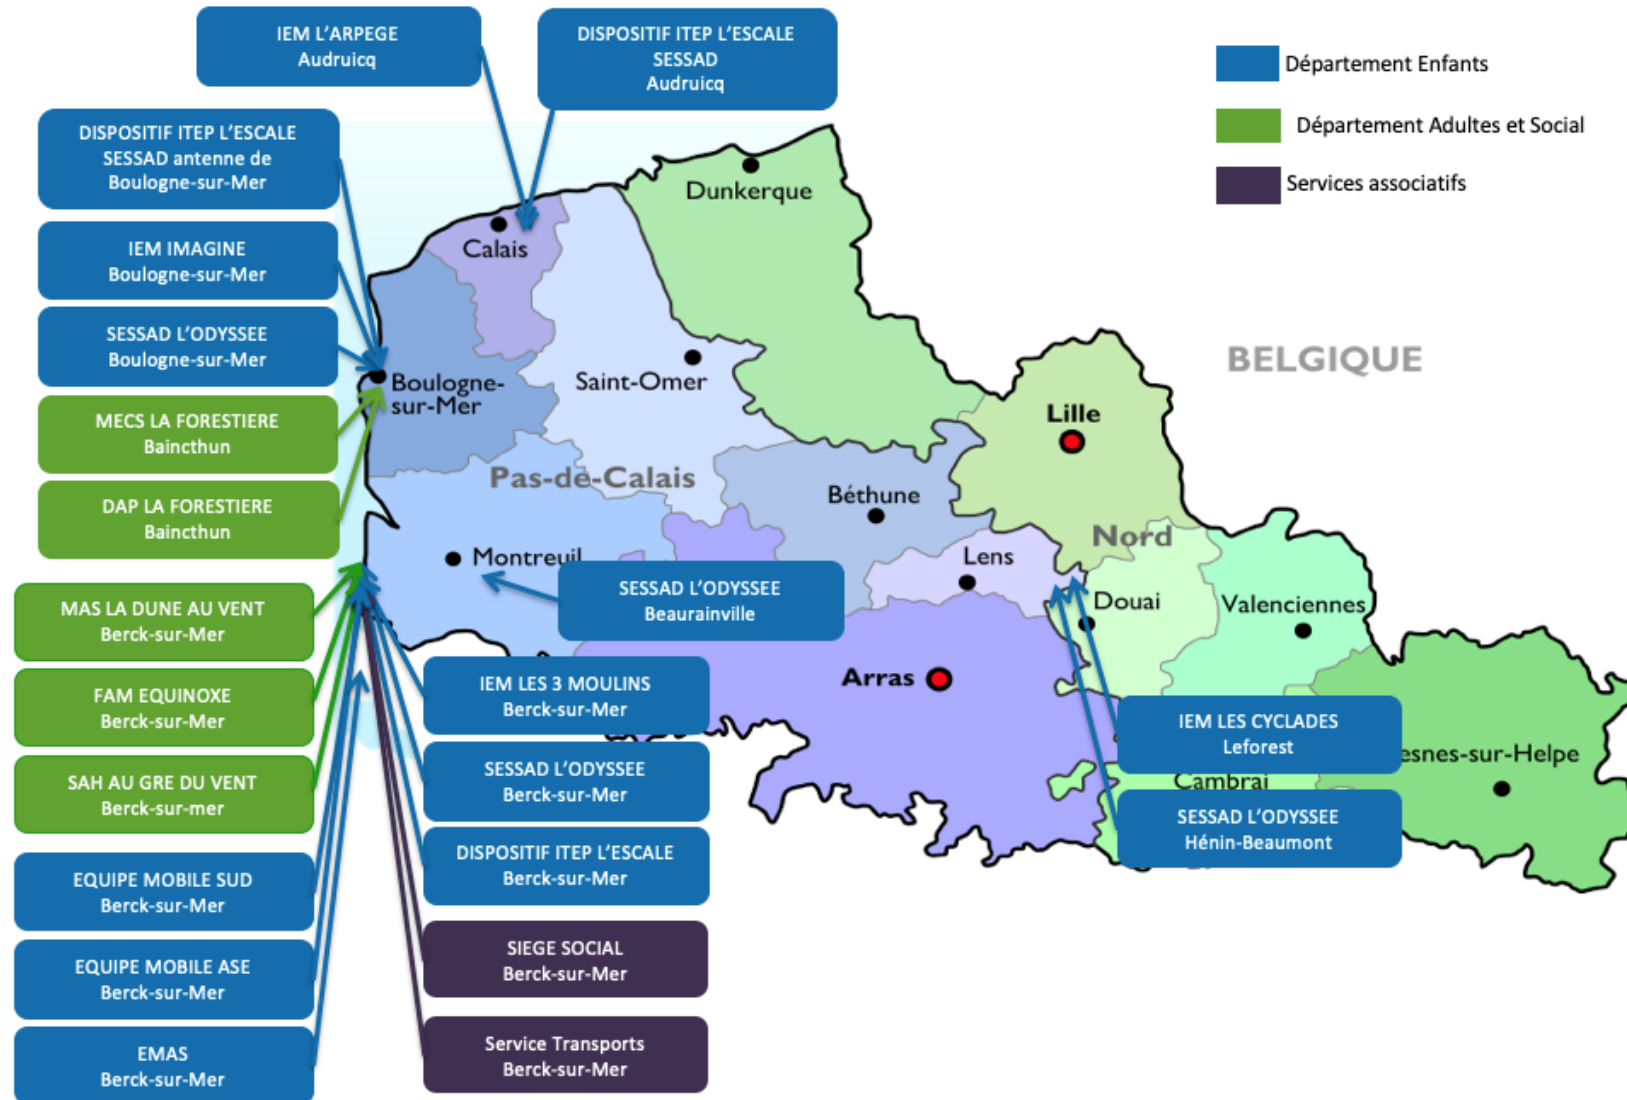 IEM L'ARPEGE
Audruicq
DISPOSITIF ITEP L'ESCALE
SESSAD
Audruicq
Département Enfants
Département Adultes et Social
Services associatifs
DISPOSITIF ITEP L'ESCALE
SESSAD antenne de
Boulogne-sur-Mer
IEM IMAGINE
Boulogne-sur-Mer
SESSAD L'ODYSSEE
Boulogne-sur-Mer
MECS LA FORESTIERE
Baincthun
DAP LA FORESTIERE
Baincthun
MAS LA DUNE AU VENT
Berck-sur-Mer
FAM EQUINOXE
Berck-sur-Mer
SAH AU GRE DU VENT
Berck-sur-mer
EQUIPE MOBILE SUD
Berck-sur-Mer
EQUIPE MOBILE ASE
Berck-sur-Mer
EMAS
Berck-sur-Mer
IEM LES 3 MOULINS
Berck-sur-Mer
SESSAD L'ODYSSEE
Berck-sur-Mer
DISPOSITIF ITEP L'ESCALE
Berck-sur-Mer
SIEGE SOCIAL
Berck-sur-Mer
Service Transports
Berck-sur-Mer
SESSAD L'ODYSSEE
Beaurainville
IEM LES CYCLADES
Leforest
SESSAD L'ODYSSEE
Hénin-Beaumont
Dunkerque
Calais
Saint-Omer
Boulogne-
sur-Mer
BELGIQUE
Lille
Pas-de-Calais
Béthune
Nord
Montreuil
Lens
Douai
Valenciennes
Arras
Cambrai
esnes-sur-Helpe